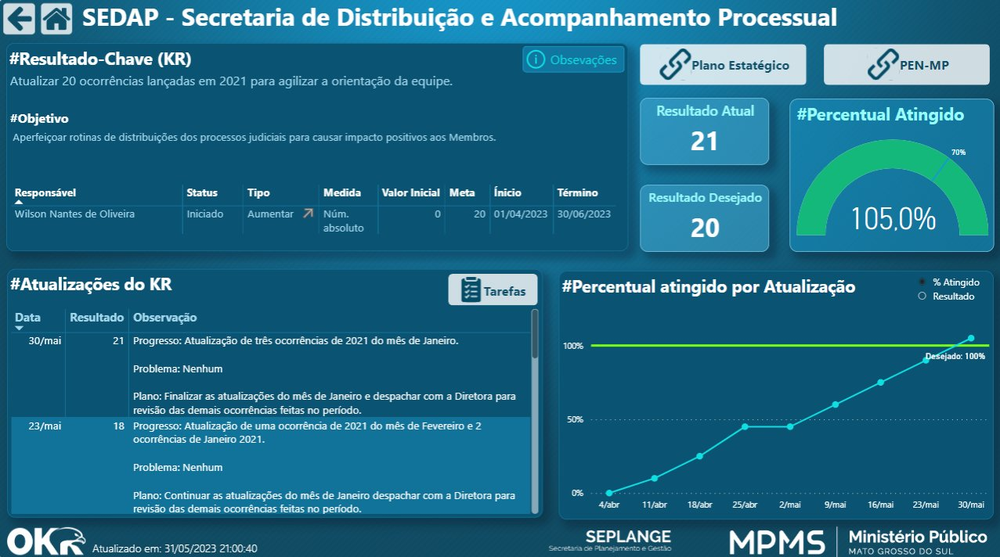 SEDAP - Secretaria de Distribuição e Acompanhamento Processual
#Resultado-Chave (KR)
Obsevações
Atualizar 20 ocorrências lançadas em 2021 para agilizar a orientação da equipe.
#Objetivo
Aperfeiçoar rotinas de distribuições dos processos judiciais para causar impacto positivos aos Membros.
Responsável Status Tipo Medida Valor Inicial Meta Ínicio Término
Wilson Nantes de Oliveira Iniciado Aumentar Núm. 0 20 01/04/2023 30/06/2023
absoluto
Plano Estatégico
PEN-MP
Resultado Atual
21
Resultado Desejado
20
#Percentual Atingido
70%
105,0%
#Atualizações do KR
Tarefas
Data Resultado Observação
30/mai 21 Progresso: Atualização de três ocorrências de 2021 do mês de Janeiro.
Problema: Nenhum
Plano: Finalizar as atualizações do mês de Janeiro e despachar com a Diretora para
revisão das demais ocorrências feitas no período.
23/mai 18 Progresso: Atualização de uma ocorrência de 2021 do mês de Fevereiro e 2
ocorrências de Janeiro 2021.
Problema: Nenhum
Plano: Continuar as atualizações do mês de Janeiro despachar com a Diretora para
revisão das demais ocorrências feitas no período.
#Percentual atingido por Atualização
% Atingido
Resultado
100%
Desejado: 100%
50%
0%
4/abr 11/abr 18/abr 25/abr 2/mai 9/mai 16/mai 23/mai 30/mai
OKR
Atualizado em: 31/05/2023 21:00:40
SEPLANGE
Secretaria de Planejamento e Gestão
MPMS
Ministério Público
MATO GROSSO DO SUL